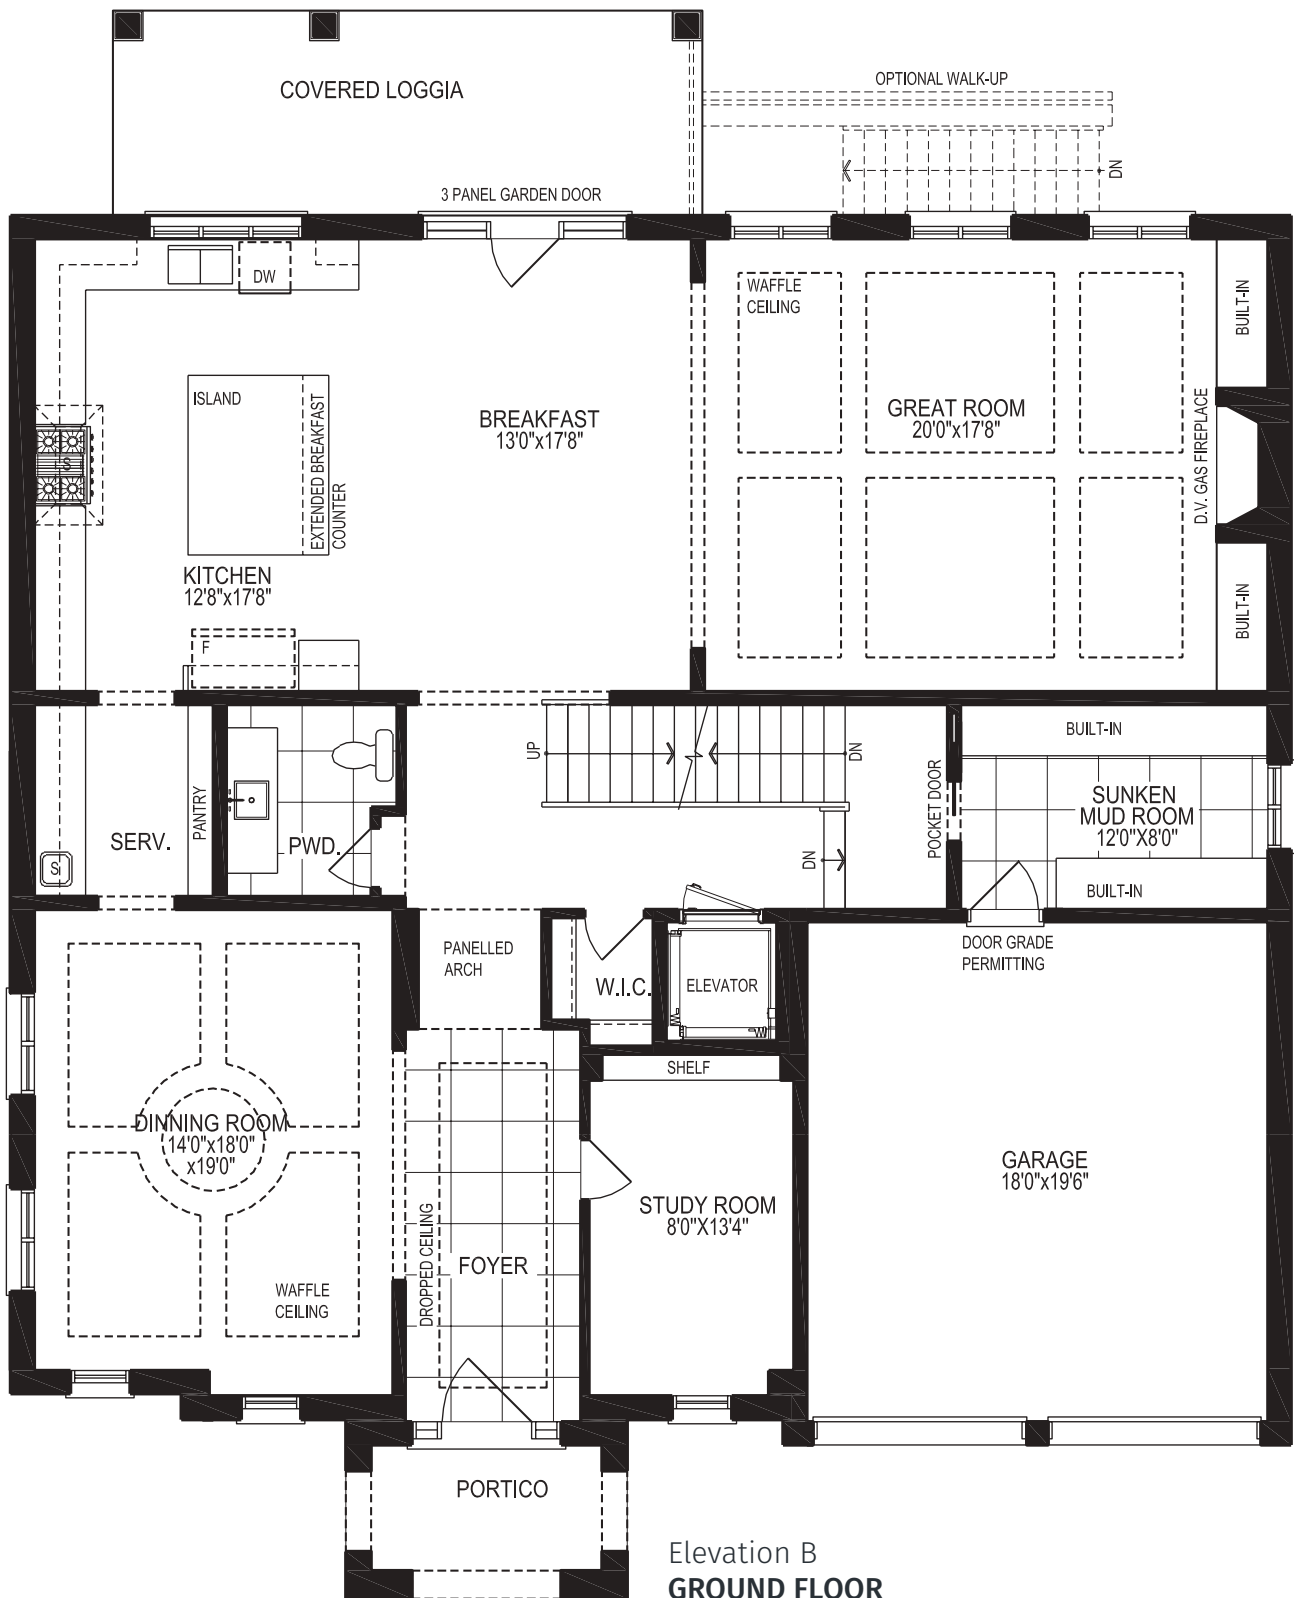 COVERED LOGGIA
OPTIONAL WALK-UP
DN
3 PANEL GARDEN DOOR
DW
WAFFLE
CEILING
BUILT-IN
ISLAND
EXTENDED BREAKFAST
COUNTER
BREAKFAST
13'0"x17'8"
GREAT ROOM
20'0"x17'8"
D.V. GAS FIREPLACE
S
KITCHEN
12'8"x17'8"
F
BUILT-IN
UP
DN
BUILT-IN
POCKET DOOR
SUNKEN
MUD ROOM
12'0"X8'0"
PANTRY
SERV.
PWD.
S
DN
BUILT-IN
PANELLED
ARCH
W.I.C.
ELEVATOR
DOOR GRADE
PERMITTING
SHELF
DINNING ROOM
14'0"x18'0"
x19'0"
GARAGE
18'0"x19'6"
STUDY ROOM
8'0"X13'4"
DROPPED CEILING
FOYER
WAFFLE
CEILING
PORTICO
Elevation B
GROUND FLOOR